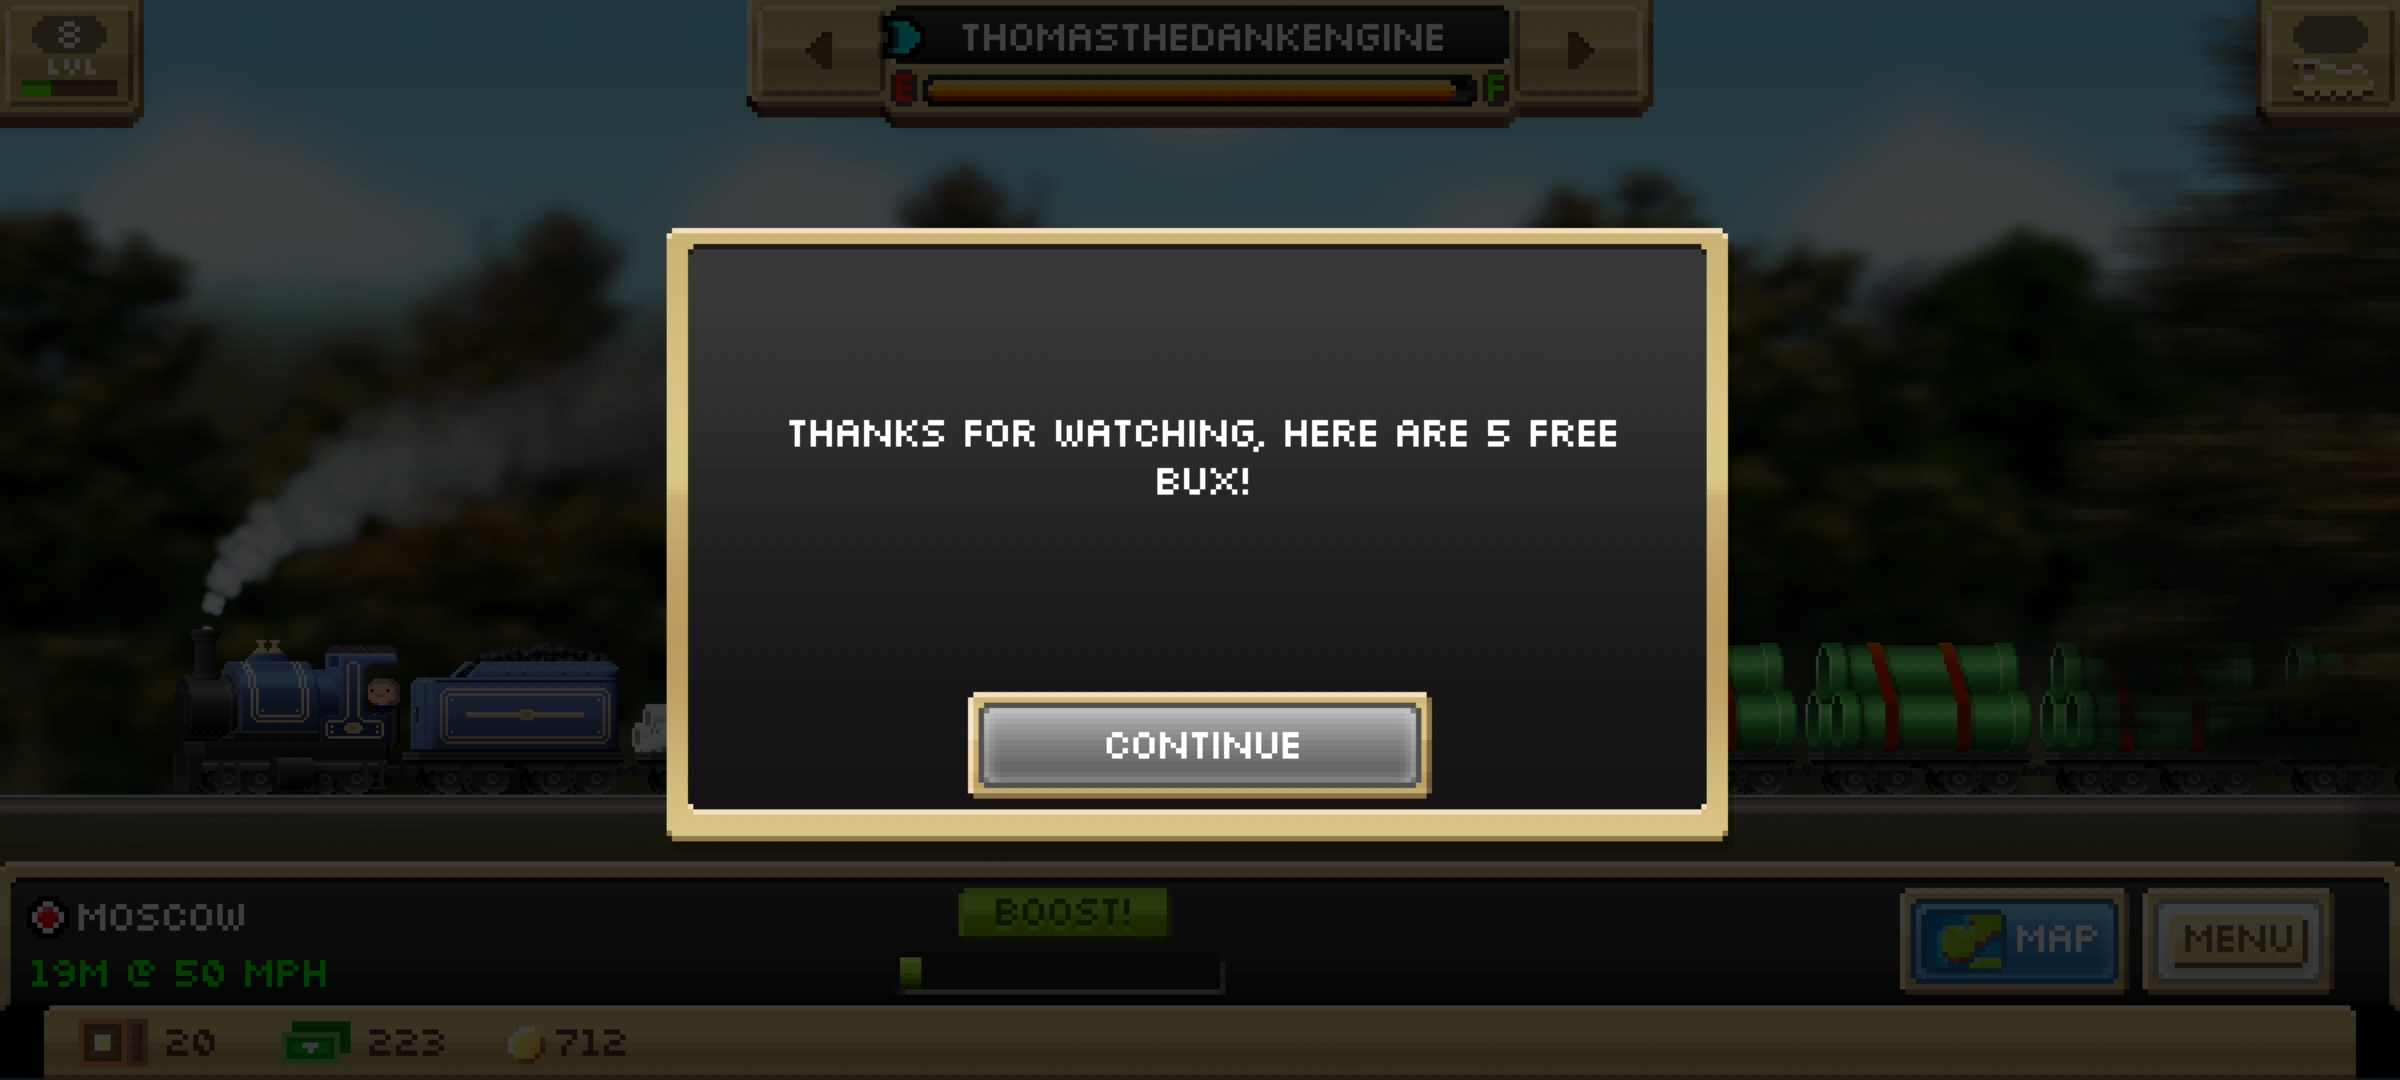 8
LVL
THOMASTHEDANKENGINE
E
F
THANKS FOR WATCHING, HERE ARE 5 FREE
BUX!
CONTINUE
MOSCOW
19M @ 50 MPH
BOOST!
MAP
MENU
20
223
712